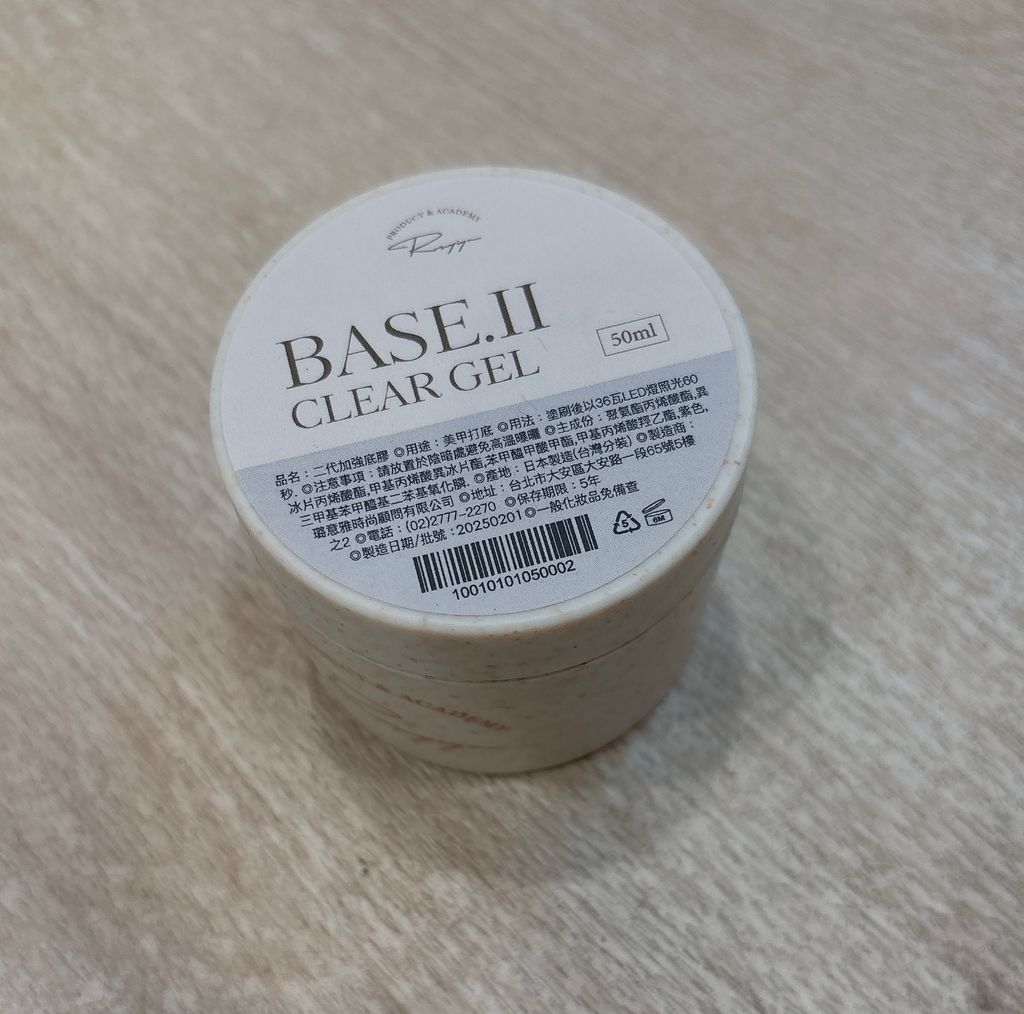 PRODUCT & ACADEMY
BASE.II
50ml
CLEAR GEL
品名：二代加強底膠 ◎用途：美甲打底 ◎用法：塗刷後以36瓦LED燈照光60
秒. ◎注意事項：請放置於陰暗處避免高溫曝曬 ◎主成份：聚氨酯丙烯酸酯,異
冰片丙烯酸酯,甲基丙烯酸異冰片酯,苯甲醯甲酸甲酯,甲基丙烯酸羥乙酯,紫色,
三甲基苯甲醯基二苯基氧化膦. ◎產地：日本製造(台灣分裝) ◎製造商：
璐意雅時尚顧問有限公司 ◎地址：台北市大安區大安路一段65號5樓
之2 ◎電話：(02)2777-2270 ◎保存期限：5年
◎製造日期/批號：20250201◎一般化妝品免備查
5
6M
10010101050002
& ACADEMY